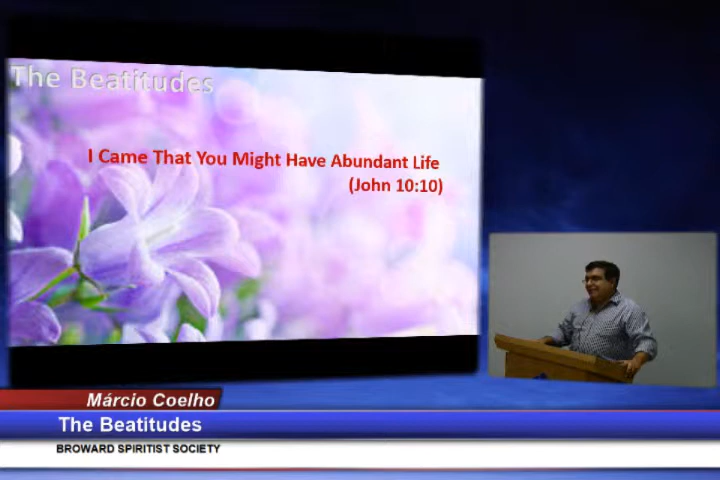 The Beatitudes
I Came That You Might Have Abundant Life
(John 10:10)
Márcio Coelho
The Beatitudes
BROWARD SPIRITIST SOCIETY